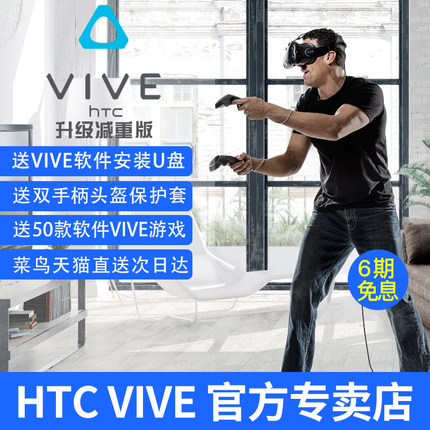 VIVE
hTC
升级减重版
送VIVE软件安装U盘
送双手柄头盔保护套
送50款软件VIVE游戏
菜鸟天猫直送次日达
6期
免息
HTC VIVE 官方专卖店